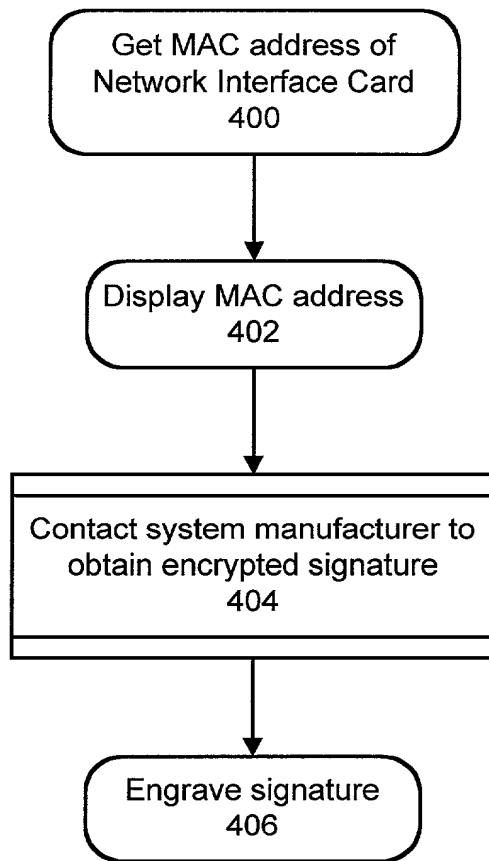 Get MAC address of
Network Interface Card
400
Display MAC address
402
Contact system manufacturer to
obtain encrypted signature
404
Engrave signature
406